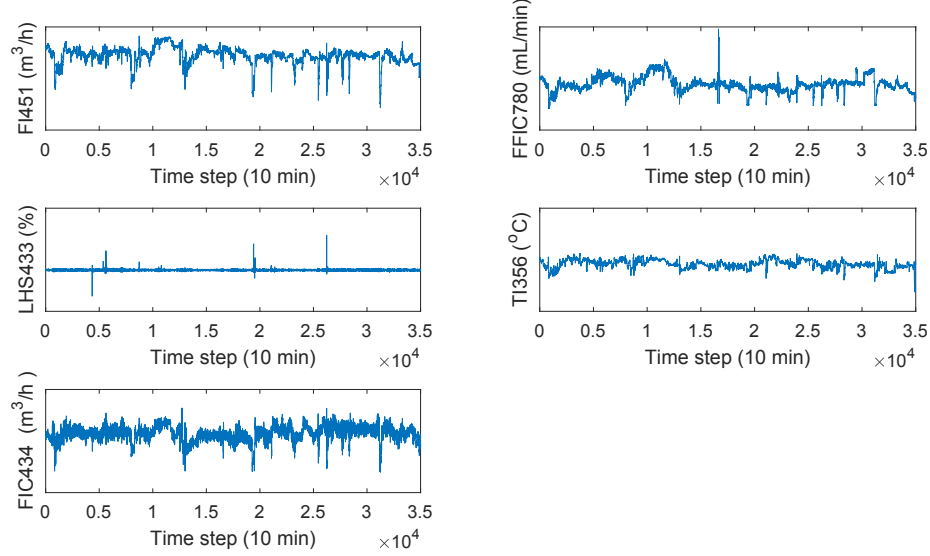 FI451 (m³/h)
0 0.5 1 1.5 2 2.5 3 3.5
Time step (10 min) ×10⁴
FFIC780 (mL/min)
0 0.5 1 1.5 2 2.5 3 3.5
Time step (10 min) ×10⁴
LHS433 (%)
0 0.5 1 1.5 2 2.5 3 3.5
Time step (10 min) ×10⁴
TI356 (°C)
0 0.5 1 1.5 2 2.5 3 3.5
Time step (10 min) ×10⁴
FIC434 (m³/h )
0 0.5 1 1.5 2 2.5 3 3.5
Time step (10 min) ×10⁴